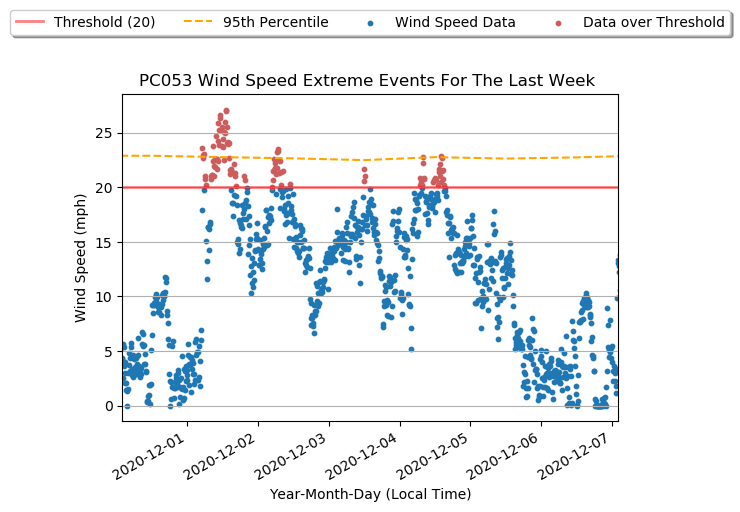 Threshold (20) 95th Percentile Wind Speed Data Data over Threshold
PC053 Wind Speed Extreme Events For The Last Week
Wind Speed (mph)
25
20
15
10
5
0
2020-12-01 2020-12-02 2020-12-03 2020-12-04 2020-12-05 2020-12-06 2020-12-07
Year-Month-Day (Local Time)